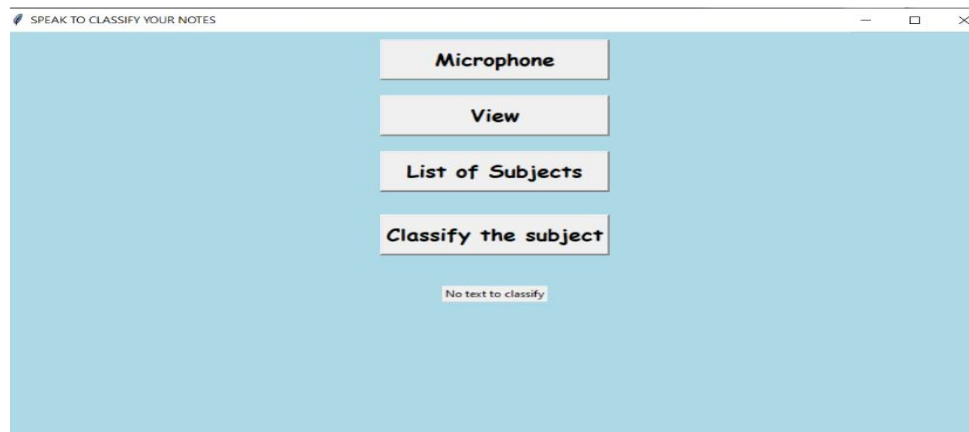 SPEAK TO CLASSIFY YOUR NOTES
Microphone
View
List of Subjects
Classify the subject
No text to classify